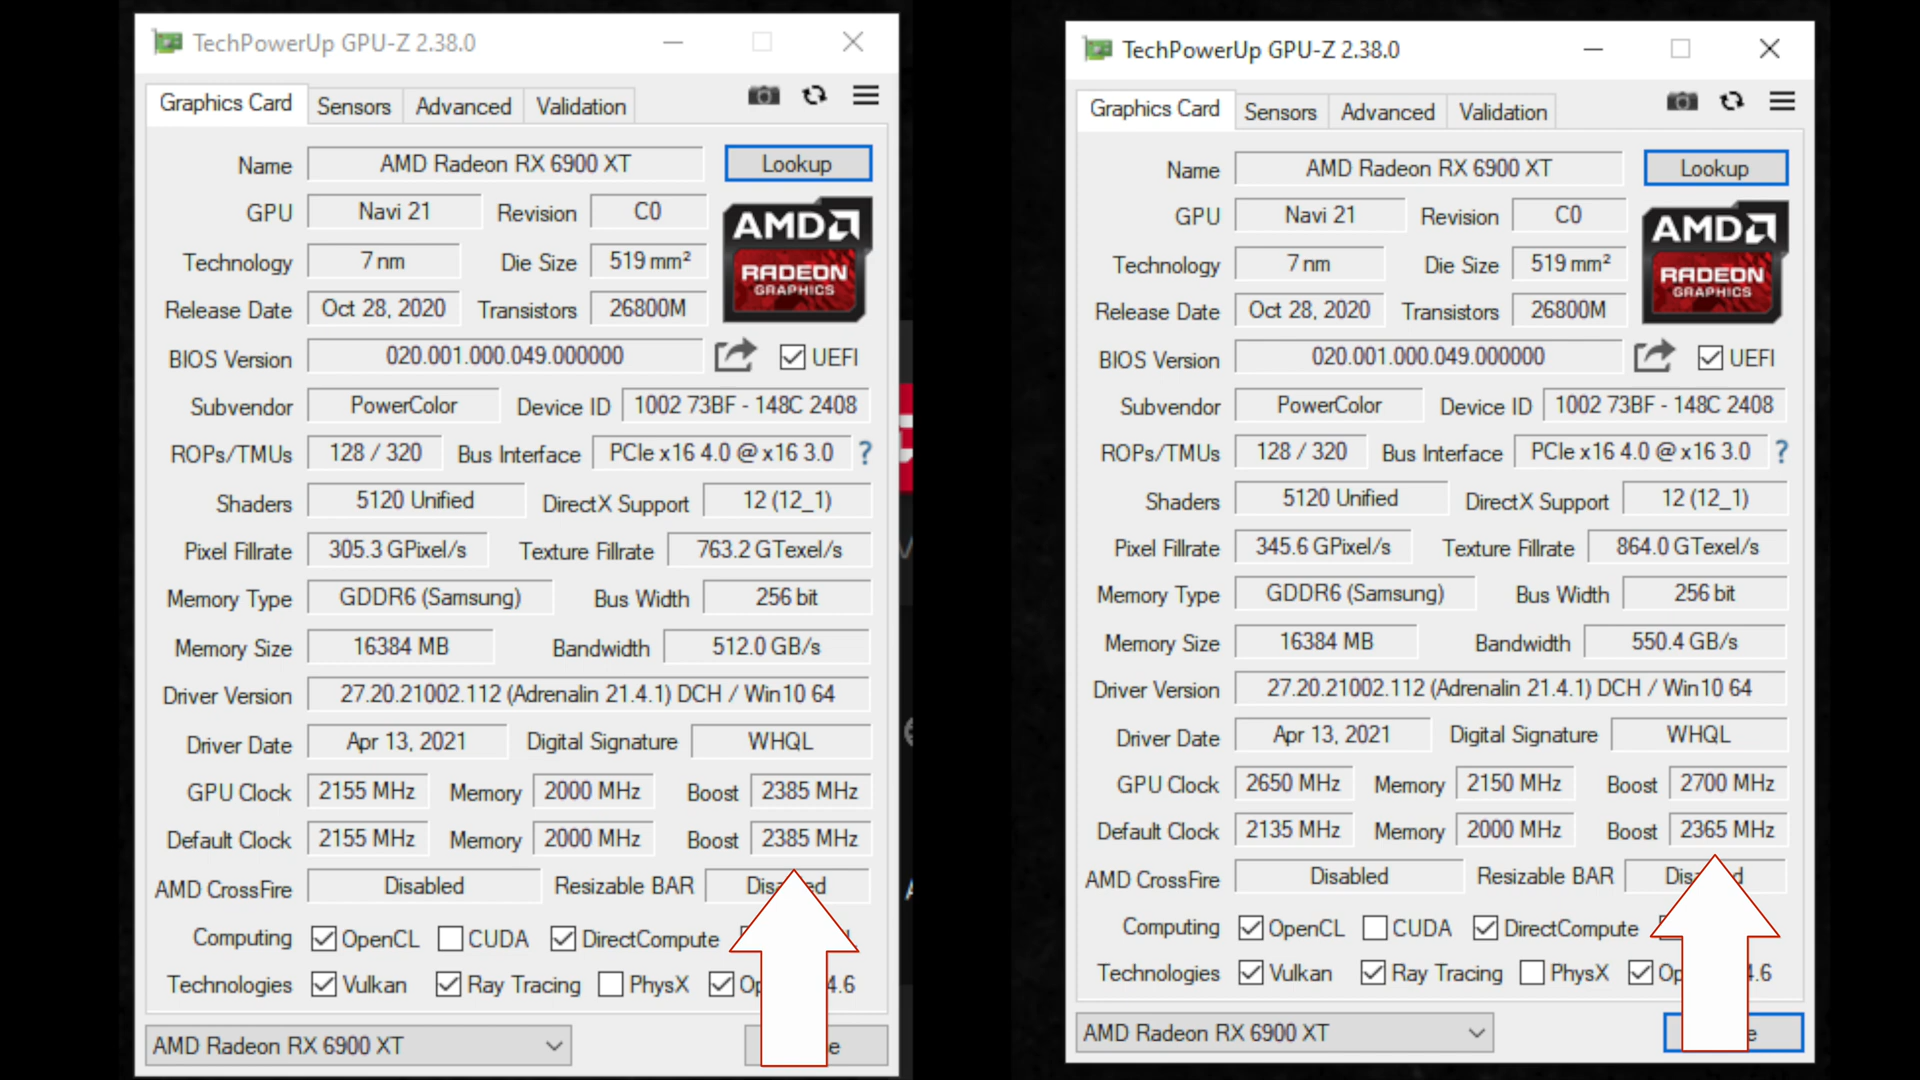 TechPowerUp GPU-Z 2.38.0
Graphics Card Sensors Advanced Validation
Name AMD Radeon RX 6900 XT Lookup
GPU Navi 21 Revision C0
AMD
RADEON
GRAPHICS
Technology 7 nm Die Size 519 mm²
Release Date Oct 28, 2020 Transistors 26800M
BIOS Version 020.001.000.049.000000 UEFI
Subvendor PowerColor Device ID 1002 73BF - 148C 2408
ROPs/TMUs 128 / 320 Bus Interface PCIe x16 4.0 @ x16 3.0 ?
Shaders 5120 Unified DirectX Support 12 (12_1)
Pixel Fillrate 305.3 GPixel/s Texture Fillrate 763.2 GTexel/s
Memory Type GDDR6 (Samsung) Bus Width 256 bit
Memory Size 16384 MB Bandwidth 512.0 GB/s
Driver Version 27.20.21002.112 (Adrenalin 21.4.1) DCH / Win10 64
Driver Date Apr 13, 2021 Digital Signature WHQL
GPU Clock 2155 MHz Memory 2000 MHz Boost 2385 MHz
Default Clock 2155 MHz Memory 2000 MHz Boost 2385 MHz
AMD CrossFire Disabled Resizable BAR
Computing OpenCL CUDA DirectCompute
Technologies Vulkan Ray Tracing PhysX 4.6
AMD Radeon RX 6900 XT
TechPowerUp GPU-Z 2.38.0
Graphics Card Sensors Advanced Validation
Name AMD Radeon RX 6900 XT Lookup
GPU Navi 21 Revision C0
AMD
RADEON
GRAPHICS
Technology 7 nm Die Size 519 mm²
Release Date Oct 28, 2020 Transistors 26800M
BIOS Version 020.001.000.049.000000 UEFI
Subvendor PowerColor Device ID 1002 73BF - 148C 2408
ROPs/TMUs 128 / 320 Bus Interface PCIe x16 4.0 @ x16 3.0 ?
Shaders 5120 Unified DirectX Support 12 (12_1)
Pixel Fillrate 345.6 GPixel/s Texture Fillrate 864.0 GTexel/s
Memory Type GDDR6 (Samsung) Bus Width 256 bit
Memory Size 16384 MB Bandwidth 550.4 GB/s
Driver Version 27.20.21002.112 (Adrenalin 21.4.1) DCH / Win10 64
Driver Date Apr 13, 2021 Digital Signature WHQL
GPU Clock 2650 MHz Memory 2150 MHz Boost 2700 MHz
Default Clock 2135 MHz Memory 2000 MHz Boost 2365 MHz
AMD CrossFire Disabled Resizable BAR
Computing OpenCL CUDA DirectCompute
Technologies Vulkan Ray Tracing PhysX 4.6
AMD Radeon RX 6900 XT